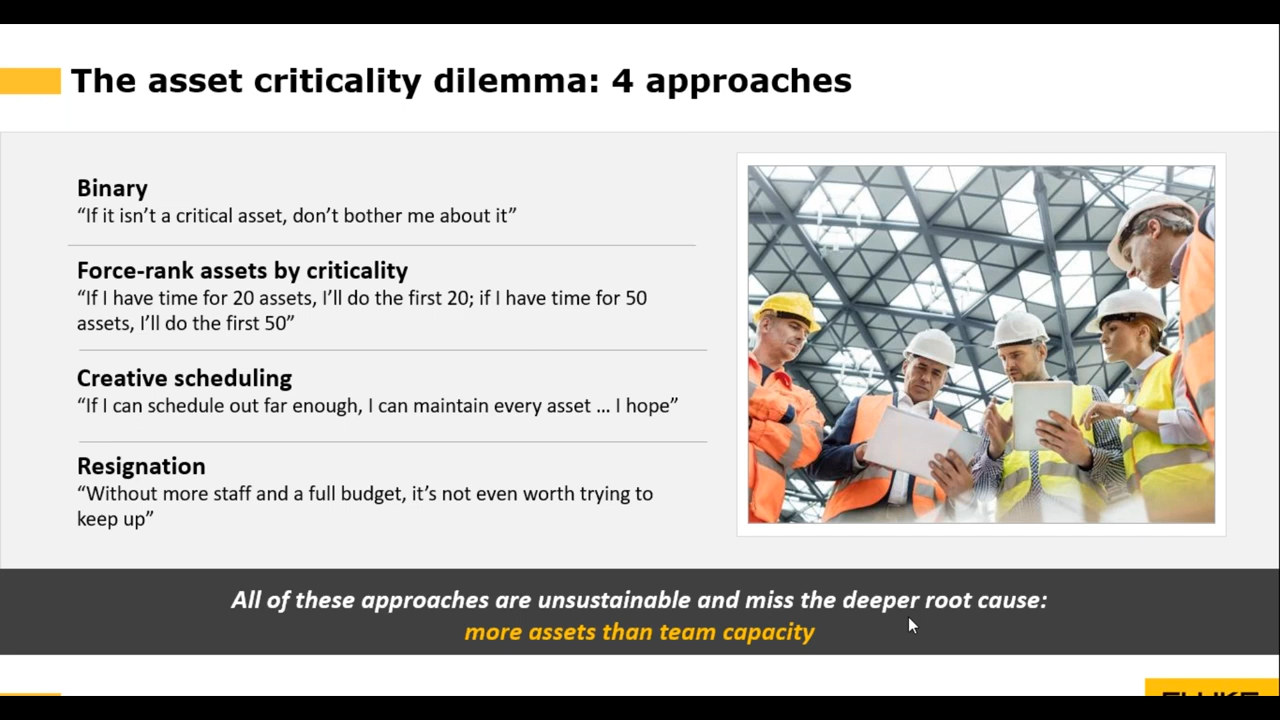 The asset criticality dilemma: 4 approaches
Binary
“If it isn’t a critical asset, don’t bother me about it”
Force-rank assets by criticality
“If I have time for 20 assets, I’ll do the first 20; if I have time for 50
assets, I’ll do the first 50”
Creative scheduling
“If I can schedule out far enough, I can maintain every asset ... I hope”
Resignation
“Without more staff and a full budget, it’s not even worth trying to
keep up”
All of these approaches are unsustainable and miss the deeper root cause:
more assets than team capacity
FLUKE